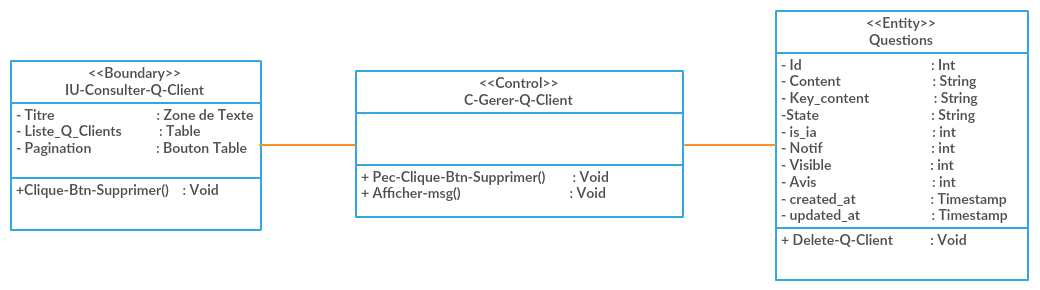 <<Boundary>>
IU-Consulter-Q-Client
- Titre : Zone de Texte
- Liste_Q_Clients : Table
- Pagination : Bouton Table
+Clique-Btn-Supprimer() : Void
<<Control>>
C-Gerer-Q-Client
+ Pec-Clique-Btn-Supprimer() : Void
+ Afficher-msg() : Void
<<Entity>>
Questions
- Id : Int
- Content : String
- Key_content : String
-State : String
- is_ia : int
- Notif : int
- Visible : int
- Avis : int
- created_at : Timestamp
- updated_at : Timestamp
+ Delete-Q-Client : Void